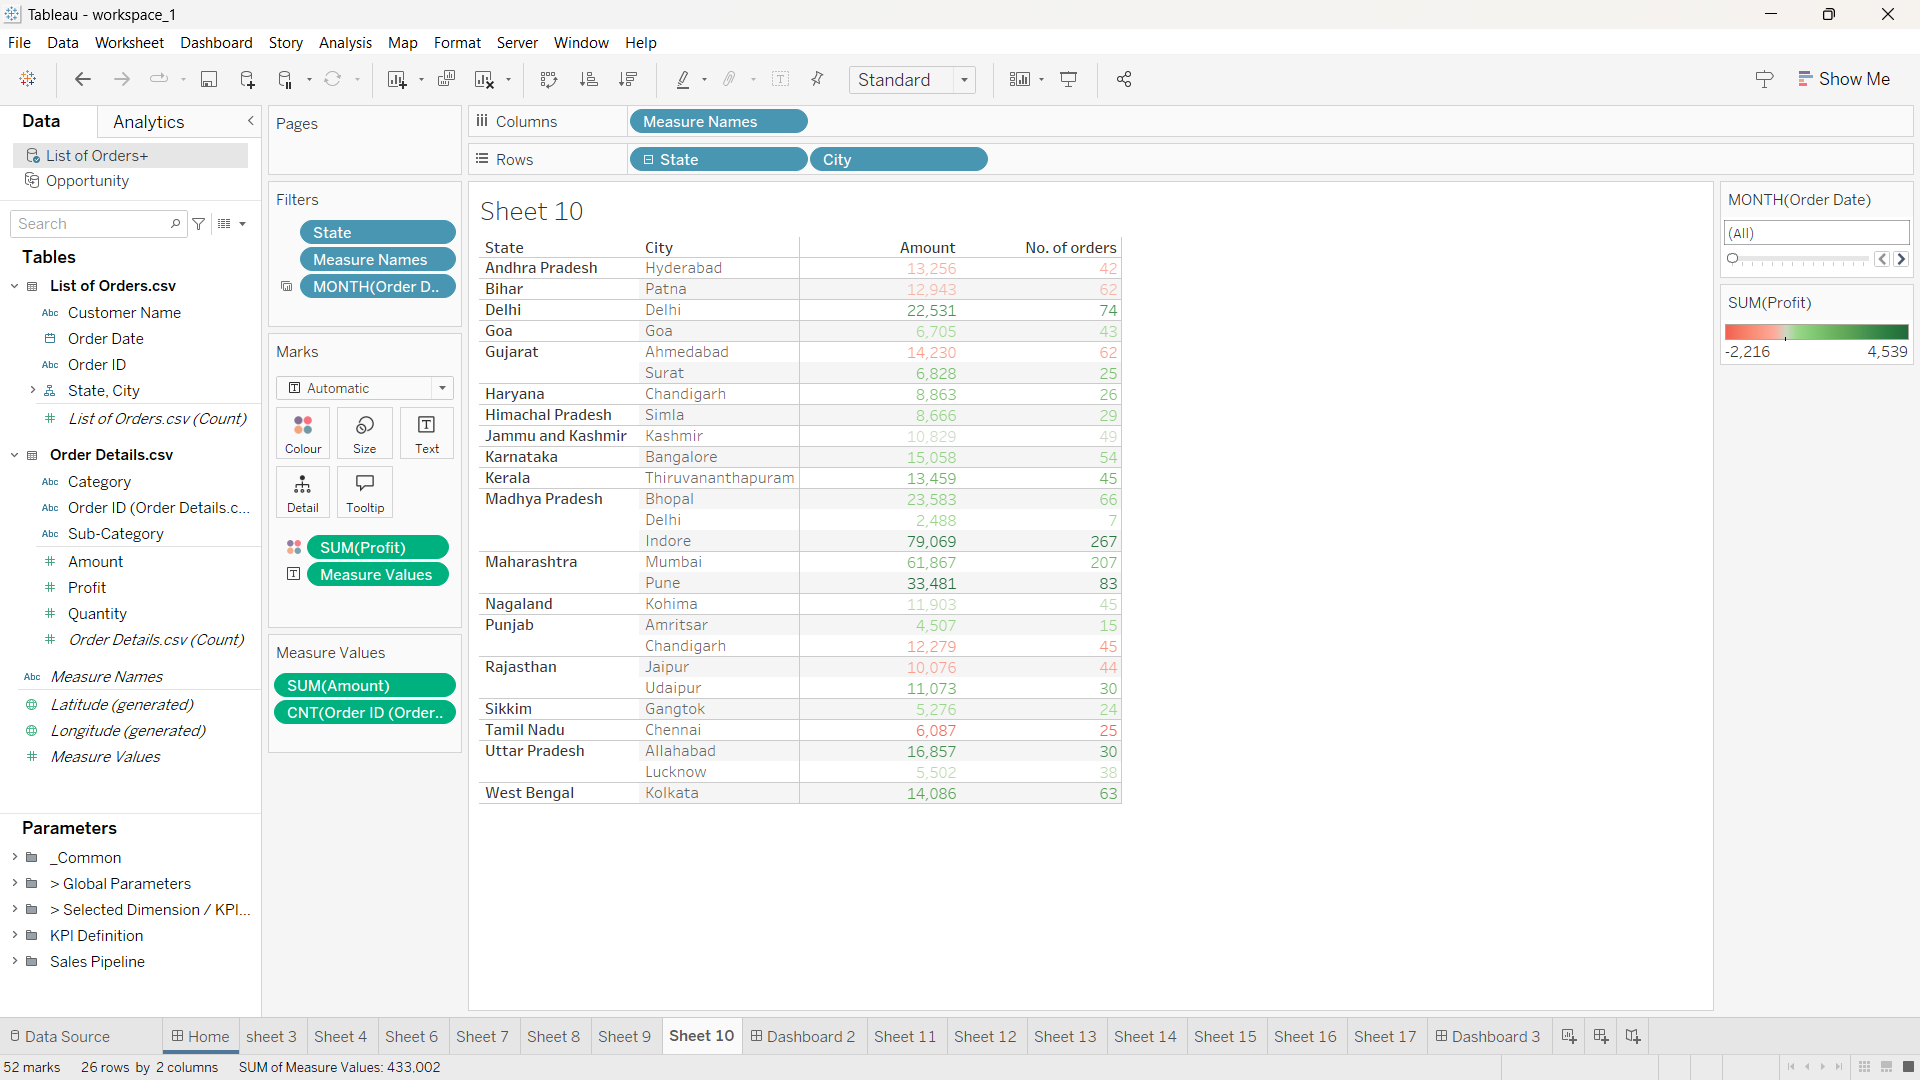 Tableau - workspace_1
File Data Worksheet Dashboard Story Analysis Map Format Server Window Help
Standard
Show Me
Data Analytics
List of Orders+
Opportunity
Search
Tables
List of Orders.csv
Abc Customer Name
Order Date
Abc Order ID
State, City
# List of Orders.csv (Count)
Order Details.csv
Abc Category
Abc Order ID (Order Details.c...
Abc Sub-Category
# Amount
# Profit
# Quantity
# Order Details.csv (Count)
Abc Measure Names
Latitude (generated)
Longitude (generated)
# Measure Values
Parameters
_Common
> Global Parameters
> Selected Dimension / KPI...
KPI Definition
Sales Pipeline
Pages
Filters
State
Measure Names
MONTH(Order D..
Marks
T Automatic
Colour Size T Text
Detail Tooltip
SUM(Profit)
T Measure Values
Measure Values
SUM(Amount)
CNT(Order ID (Order..
iii Columns Measure Names
Rows State City
Sheet 10
State City Amount No. of orders
Andhra Pradesh Hyderabad 13,256 42
Bihar Patna 12,943 62
Delhi Delhi 22,531 74
Goa Goa 6,705 43
Gujarat Ahmedabad 14,230 62
Surat 6,828 25
Haryana Chandigarh 8,863 26
Himachal Pradesh Simla 8,666 29
Jammu and Kashmir Kashmir 10,829 49
Karnataka Bangalore 15,058 54
Kerala Thiruvananthapuram 13,459 45
Madhya Pradesh Bhopal 23,583 66
Delhi 2,488 7
Indore 79,069 267
Maharashtra Mumbai 61,867 207
Pune 33,481 83
Nagaland Kohima 11,903 45
Punjab Amritsar 4,507 15
Chandigarh 12,279 45
Rajasthan Jaipur 10,076 44
Udaipur 11,073 30
Sikkim Gangtok 5,276 24
Tamil Nadu Chennai 6,087 25
Uttar Pradesh Allahabad 16,857 30
Lucknow 5,502 38
West Bengal Kolkata 14,086 63
MONTH(Order Date)
(All)
SUM(Profit)
-2,216 4,539
Data Source Home sheet 3 Sheet 4 Sheet 6 Sheet 7 Sheet 8 Sheet 9 Sheet 10 Dashboard 2 Sheet 11 Sheet 12 Sheet 13 Sheet 14 Sheet 15 Sheet 16 Sheet 17 Dashboard 3
52 marks 26 rows by 2 columns SUM of Measure Values: 433,002